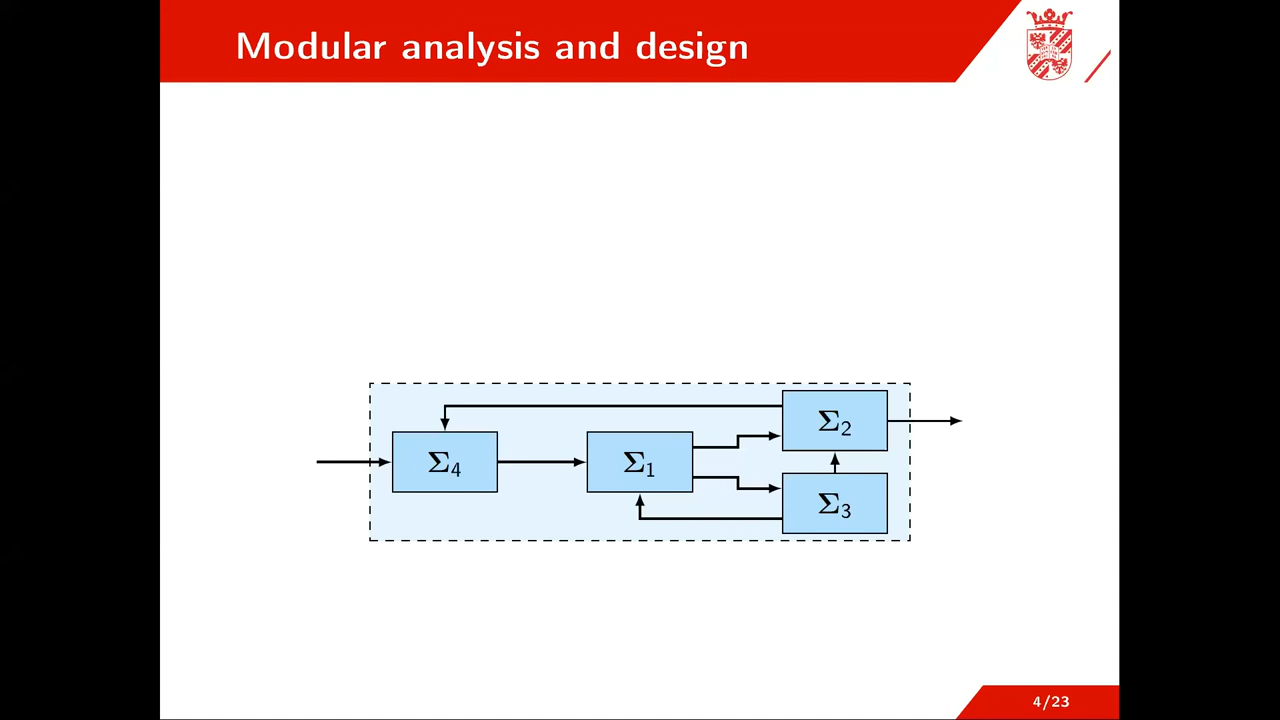 Modular analysis and design
Σ2
Σ4
Σ1
Σ3
4/23